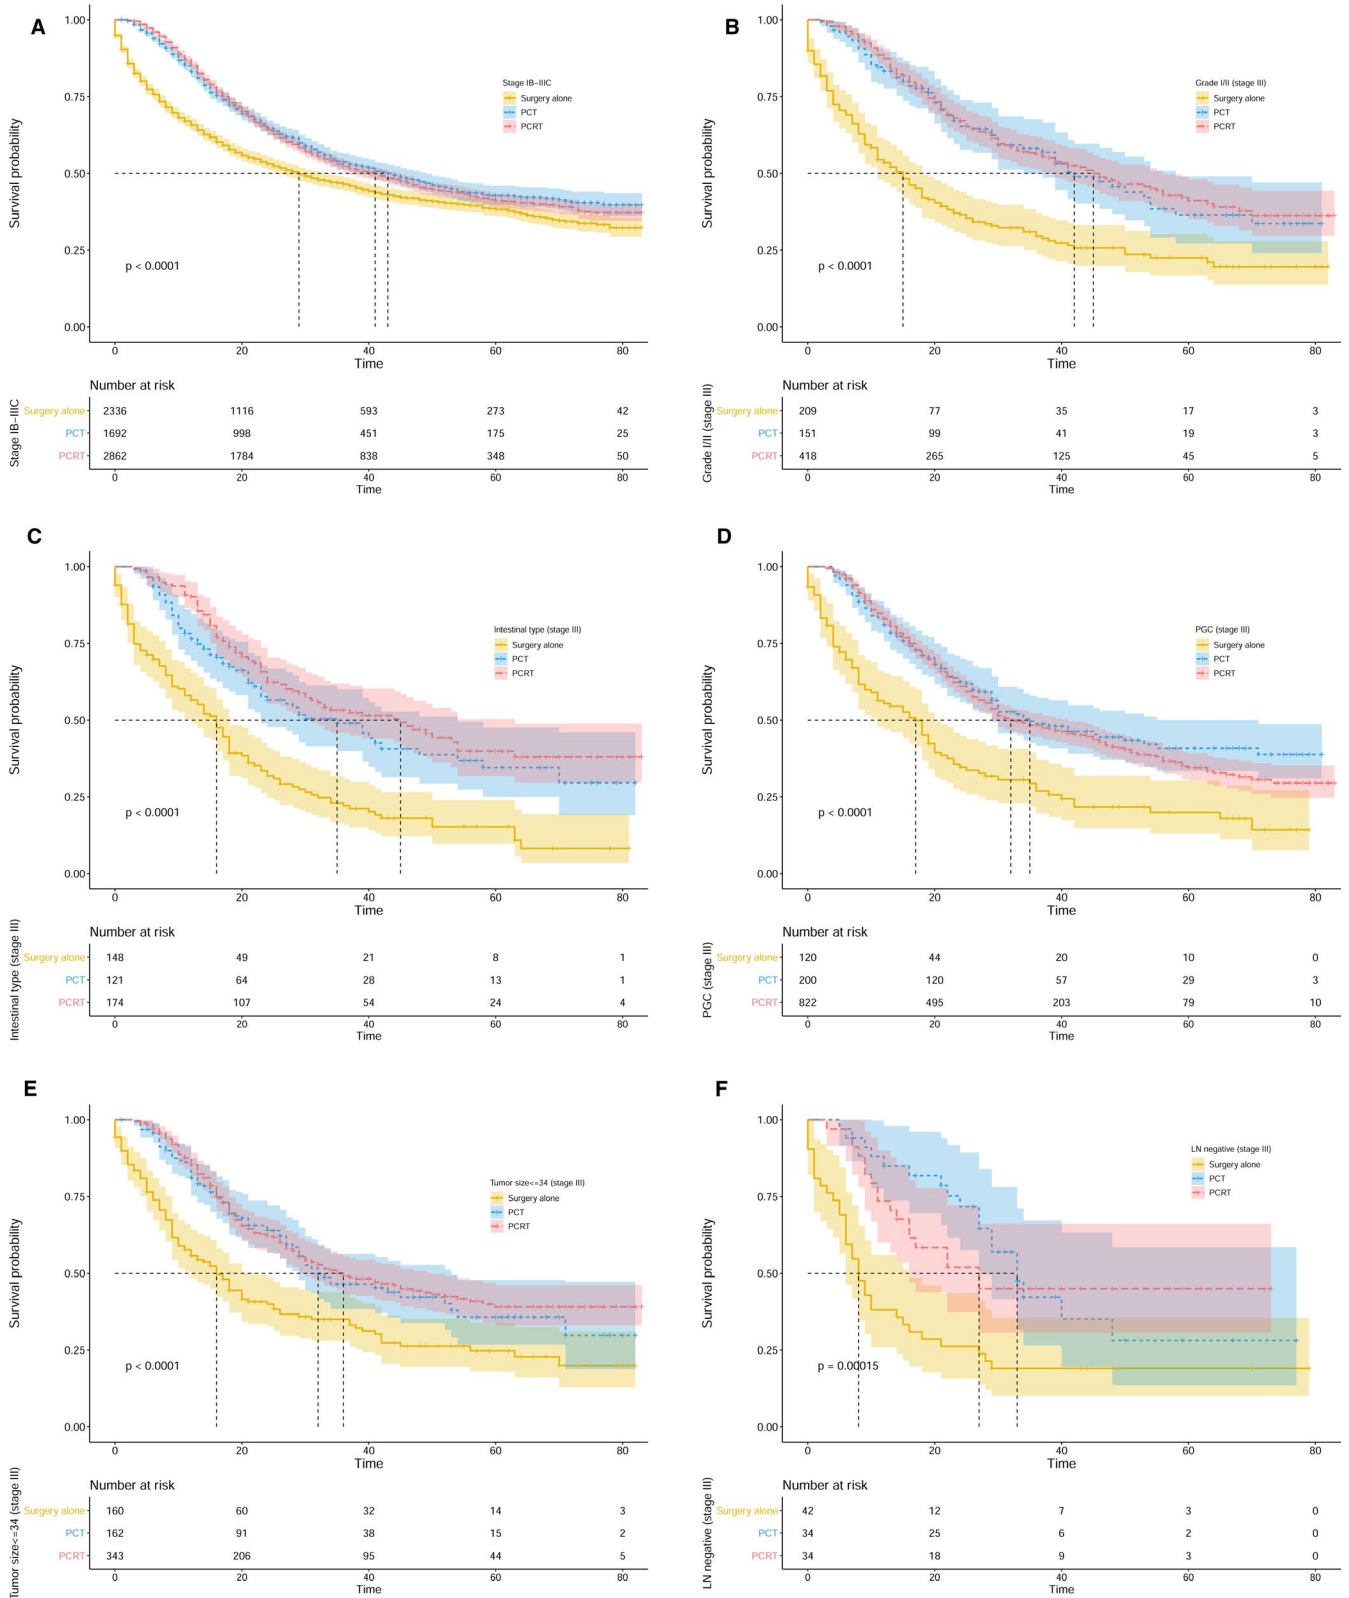 A
Survival probability
1.00
0.75
0.50
0.25
0.00
Stage IB−IIIC
Surgery alone
PCT
PCRT
p < 0.0001
0 20 40 60 80
Time
Number at risk
Stage IB−IIIC
Surgery alone 2336 1116 593 273 42
PCT 1692 998 451 175 25
PCRT 2862 1784 838 348 50
0 20 40 60 80
Time
B
Survival probability
1.00
0.75
0.50
0.25
0.00
Grade I/II (stage III)
Surgery alone
PCT
PCRT
p < 0.0001
0 20 40 60 80
Time
Number at risk
Grade I/II (stage III)
Surgery alone 209 77 35 17 3
PCT 151 99 41 19 3
PCRT 418 265 125 45 5
0 20 40 60 80
Time
C
Survival probability
1.00
0.75
0.50
0.25
0.00
Intestinal type (stage III)
Surgery alone
PCT
PCRT
p < 0.0001
0 20 40 60 80
Time
Number at risk
Intestinal type (stage III)
Surgery alone 148 49 21 8 1
PCT 121 64 28 13 1
PCRT 174 107 54 24 4
0 20 40 60 80
Time
D
Survival probability
1.00
0.75
0.50
0.25
0.00
PGC (stage III)
Surgery alone
PCT
PCRT
p < 0.0001
0 20 40 60 80
Time
Number at risk
PGC (stage III)
Surgery alone 120 44 20 10 0
PCT 200 120 57 29 3
PCRT 822 495 203 79 10
0 20 40 60 80
Time
E
Survival probability
1.00
0.75
0.50
0.25
0.00
Tumor size<=34 (stage III)
Surgery alone
PCT
PCRT
p < 0.0001
0 20 40 60 80
Time
Number at risk
Tumor size<=34 (stage III)
Surgery alone 160 60 32 14 3
PCT 162 91 38 15 2
PCRT 343 206 95 44 5
0 20 40 60 80
Time
F
Survival probability
1.00
0.75
0.50
0.25
0.00
LN negative (stage III)
Surgery alone
PCT
PCRT
p = 0.00015
0 20 40 60 80
Time
Number at risk
LN negative (stage III)
Surgery alone 42 12 7 3 0
PCT 34 25 6 2 0
PCRT 34 18 9 3 0
0 20 40 60 80
Time